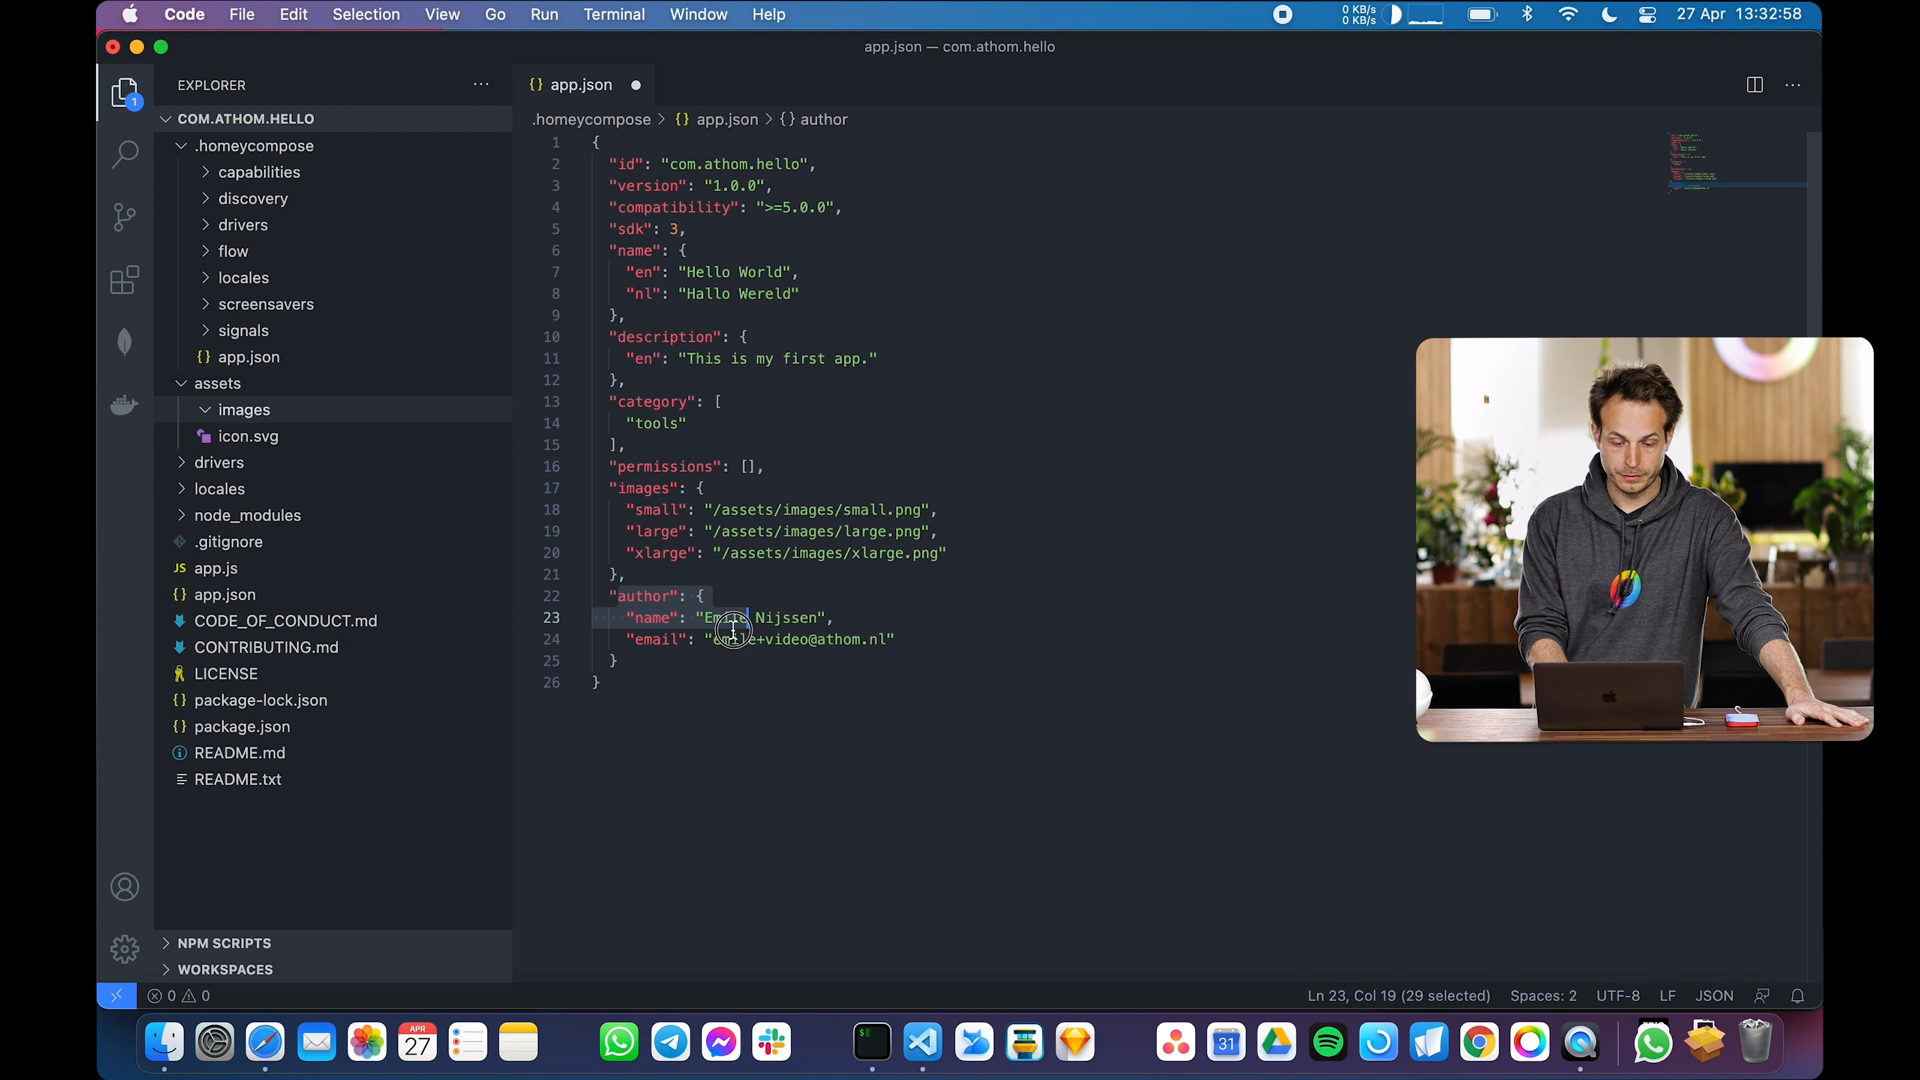 Code File Edit Selection View Go Run Terminal Window Help
0 KB/s
0 KB/s
27 Apr 13:32:58
app.json — com.athom.hello
EXPLORER
1
COM.ATHOM.HELLO
.homeycompose
capabilities
discovery
drivers
flow
locales
screensavers
signals
{} app.json
assets
images
icon.svg
drivers
locales
node_modules
.gitignore
JS app.js
{} app.json
CODE_OF_CONDUCT.md
CONTRIBUTING.md
LICENSE
{} package-lock.json
{} package.json
README.md
README.txt
NPM SCRIPTS
WORKSPACES
{} app.json
.homeycompose > {} app.json > {} author
1 {
2 "id": "com.athom.hello",
3 "version": "1.0.0",
4 "compatibility": ">=5.0.0",
5 "sdk": 3,
6 "name": {
7 "en": "Hello World",
8 "nl": "Hallo Wereld"
9 },
10 "description": {
11 "en": "This is my first app."
12 },
13 "category": [
14 "tools"
15 ],
16 "permissions": [],
17 "images": {
18 "small": "/assets/images/small.png",
19 "large": "/assets/images/large.png",
20 "xlarge": "/assets/images/xlarge.png"
21 },
22 "author": {
23 "name": "Emile Nijssen",
24 "email": "emile+video@athom.nl"
25 }
26 }
0 0
Ln 23, Col 19 (29 selected) Spaces: 2 UTF-8 LF JSON
APR
27
$
31